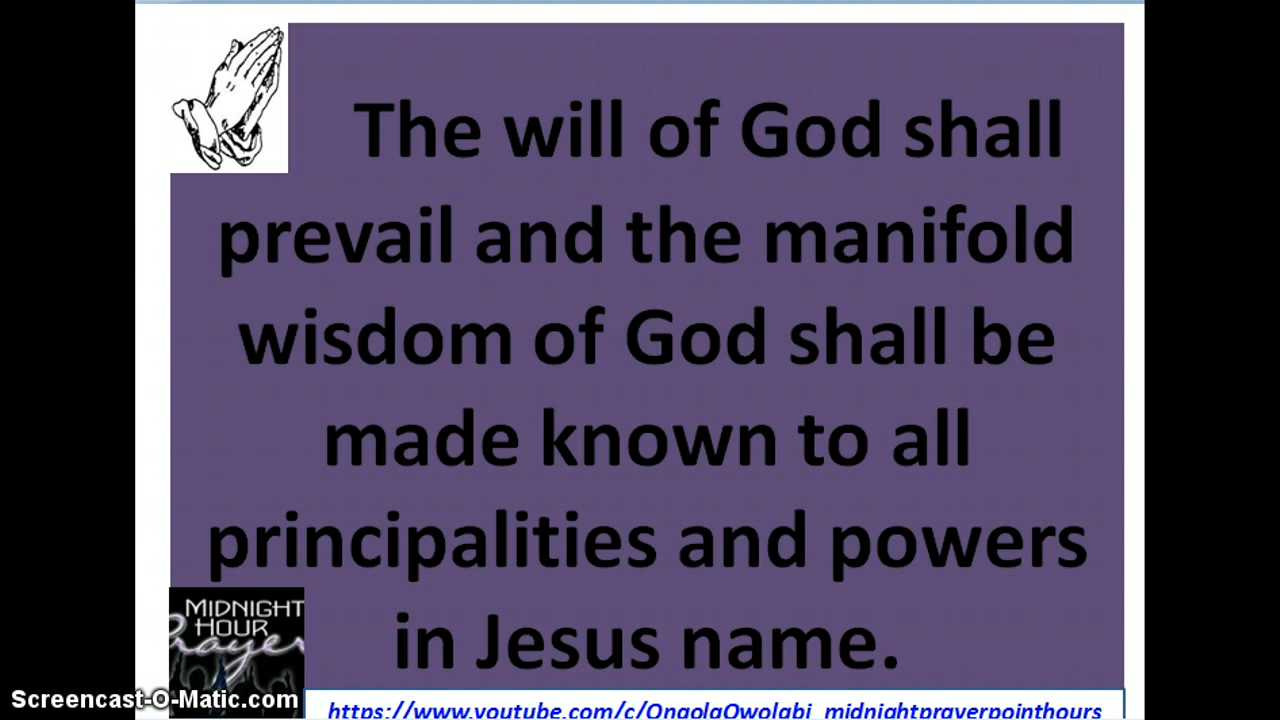 The will of God shall
prevail and the manifold
wisdom of God shall be
made known to all
principalities and powers
in Jesus name.
MIDNIGHT
HOUR
Prayer
Screencast-O-Matic.com
https://www.youtube.com/c/OngolaOwolabi_midnightprayerpointhours